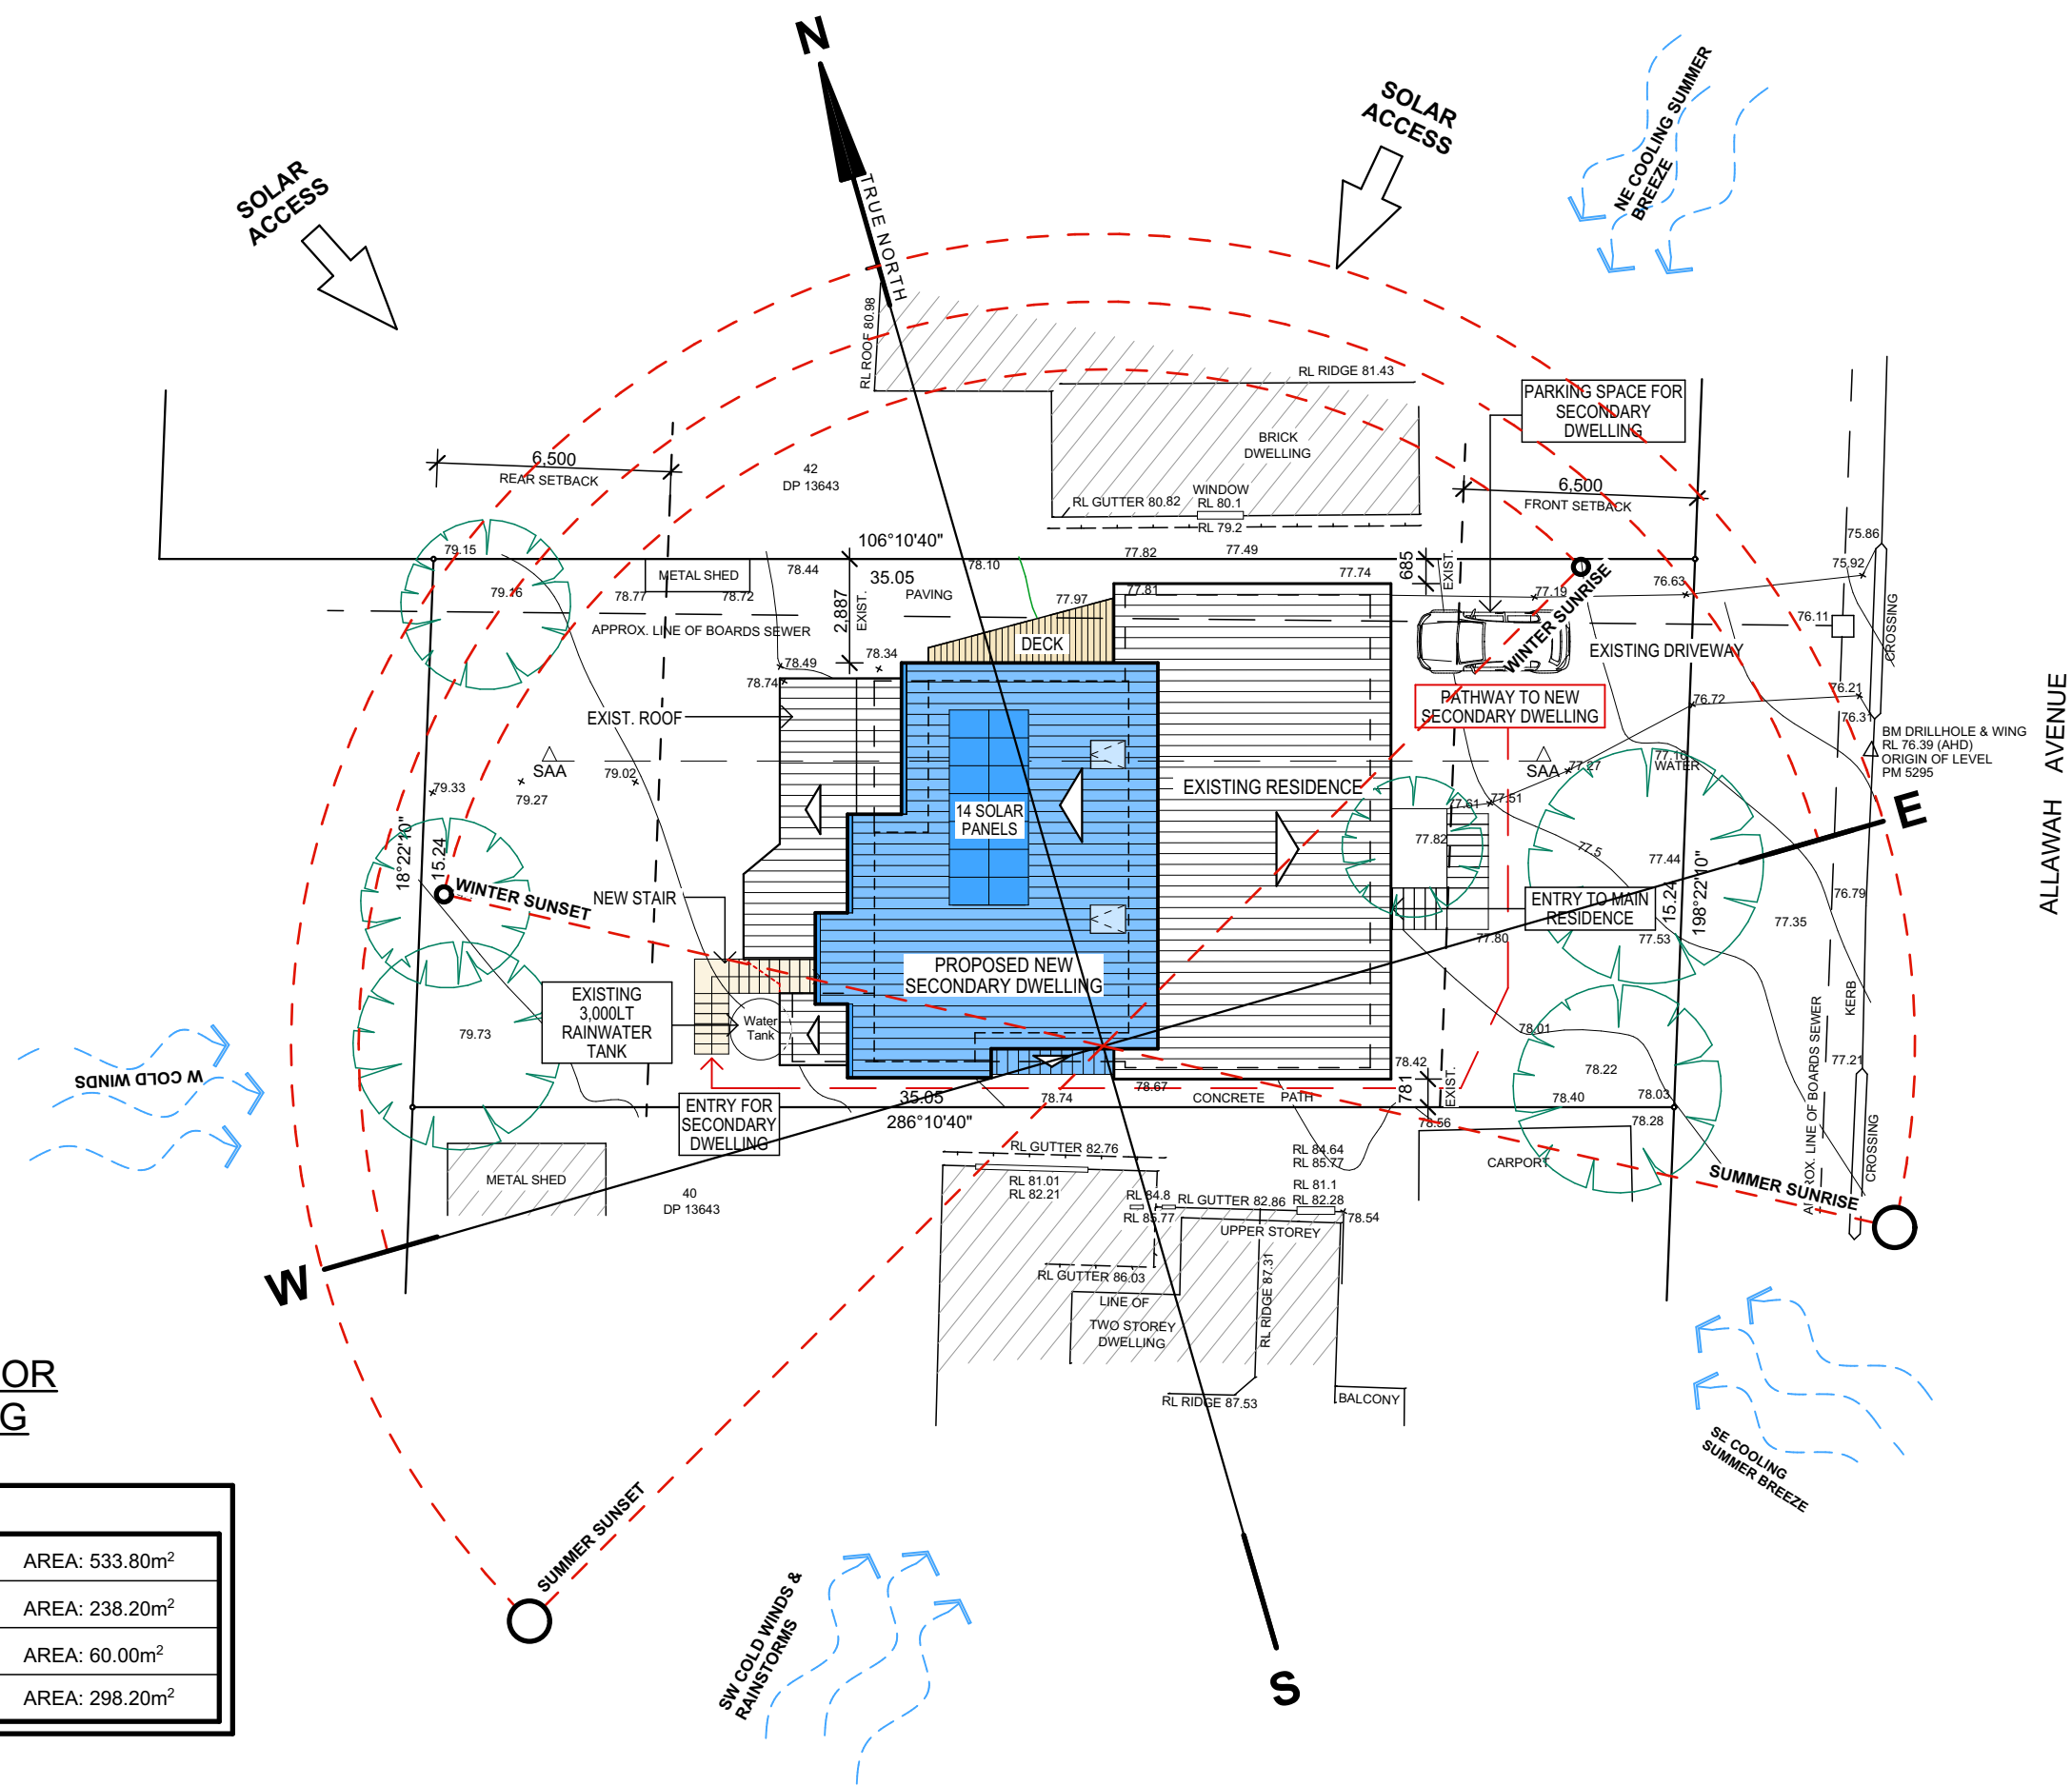 N
TRUE NORTH
SOLAR
ACCESS
SOLAR
ACCESS
NE COOLING SUMMER
BREEZE
RL ROOF 80.98
RL RIDGE 81.43
PARKING SPACE FOR
SECONDARY
DWELLING
6,500
REAR SETBACK
42
DP 13643
BRICK
DWELLING
RL GUTTER 80.82
WINDOW
RL 80.1
RL 79.2
6,500
FRONT SETBACK
75.86
75.92
79.15
106°10'40"
77.82
77.49
METAL SHED
78.44
78.10
35.05
77.74
685
EXIST.
76.63
79.16
78.77
78.72
2,887
EXIST.
PAVING
77.97
77.81
77.19
WINTER SUNRISE
76.11
CROSSING
APPROX. LINE OF BOARDS SEWER
DECK
EXISTING DRIVEWAY
78.49
78.34
78.74
76.21
76.31
76.72
EXIST. ROOF
PATHWAY TO NEW
SECONDARY DWELLING
BM DRILLHOLE & WING
RL 76.39 (AHD)
ORIGIN OF LEVEL
PM 5295
ALLAWAH AVENUE
SAA
79.02
79.33
79.27
EXISTING RESIDENCE
SAA
77.27
77.16
WATER
77.61
77.51
14 SOLAR
PANELS
E
18°22'10"
15.24
77.82
77.5
77.44
WINTER SUNSET
NEW STAIR
ENTRY TO MAIN
RESIDENCE
15.24
198°22'10"
76.79
77.35
77.80
77.53
PROPOSED NEW
SECONDARY DWELLING
EXISTING
3,000LT
RAINWATER
TANK
Water
Tank
79.73
78.01
KERB
APPROX. LINE OF BOARDS SEWER
W COLD WINDS
78.42
78.22
77.21
781
EXIST.
78.67
78.74
CONCRETE PATH
78.40
78.03
35.05
286°10'40"
ENTRY FOR
SECONDARY
DWELLING
78.56
78.28
CROSSING
RL GUTTER 82.76
RL 84.64
RL 85.77
CARPORT
METAL SHED
RL 81.01
RL 82.21
RL 84.8
RL 85.77
RL GUTTER 82.86
RL 81.1
RL 82.28
78.54
SUMMER SUNRISE
40
DP 13643
UPPER STOREY
W
RL GUTTER 86.03
RL RIDGE 87.31
LINE OF
TWO STOREY
DWELLING
RL RIDGE 87.53
BALCONY
OR
G
SE COOLING
SUMMER BREEZE
SUMMER SUNSET
AREA: 533.80m²
AREA: 238.20m²
AREA: 60.00m²
AREA: 298.20m²
SW COLD WINDS &
RAINSTORMS
S